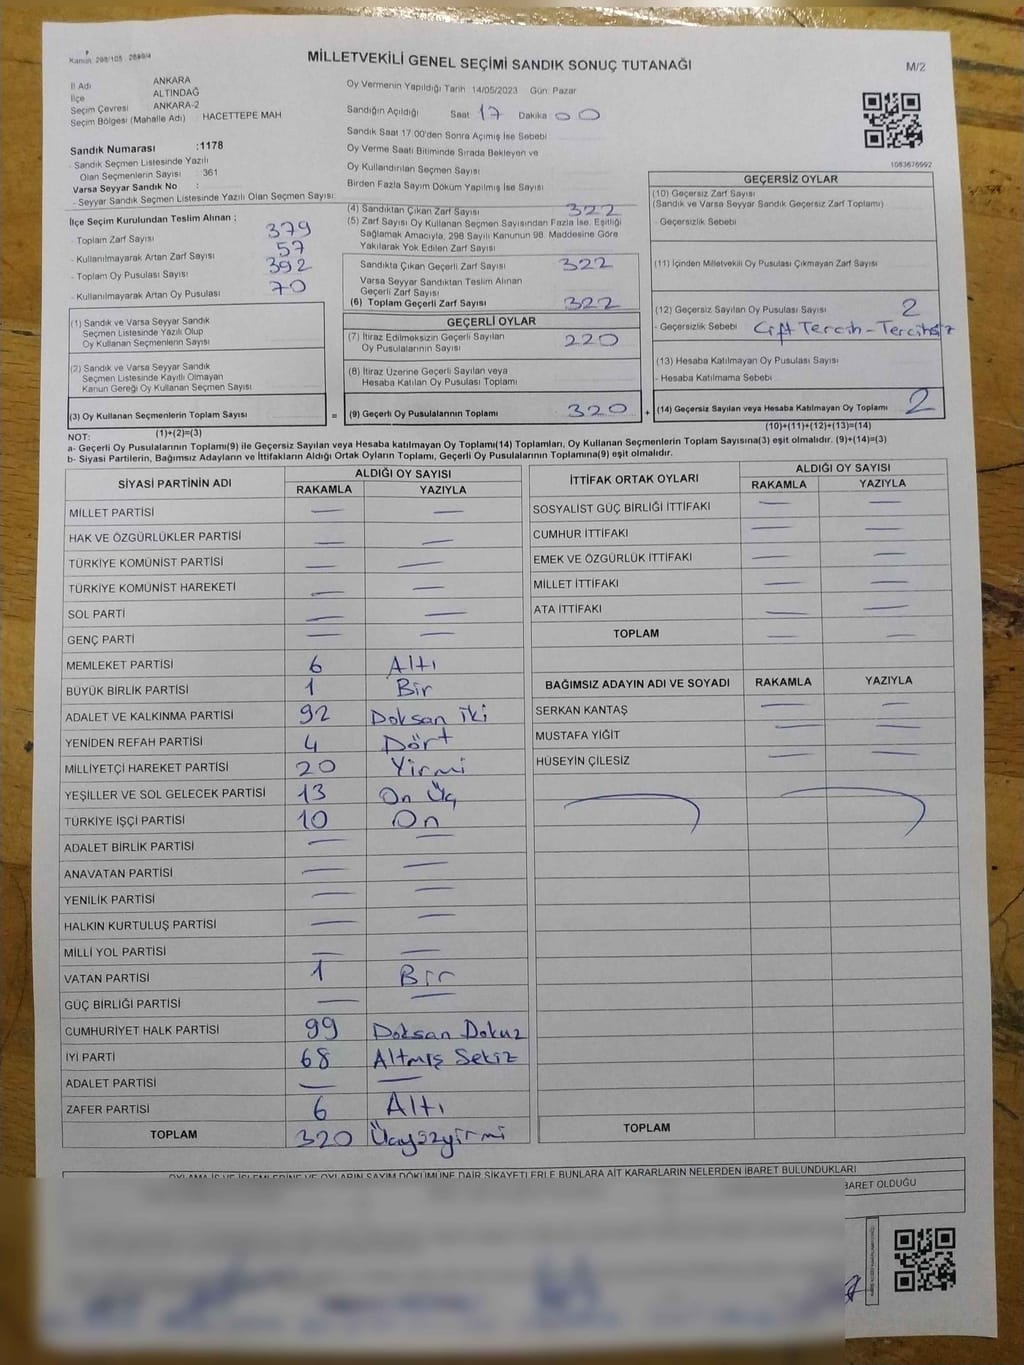 Kanun: 298/105 , 2839/4
MİLLETVEKİLİ GENEL SEÇİMİ SANDIK SONUÇ TUTANAĞI
M/2
İl Adı ANKARA
İlçe ALTINDAĞ
Seçim Çevresi ANKARA-2
Seçim Bölgesi (Mahalle Adı) : HACETTEPE MAH
Sandık Numarası :1178
- Sandık Seçmen Listesinde Yazılı
Olan Seçmenlerin Sayısı : 361
Varsa Seyyar Sandık No :
- Seyyar Sandık Seçmen Listesinde Yazılı Olan Seçmen Sayısı:
Oy Vermenin Yapıldığı Tarih 14/05/2023 Gün: Pazar
Sandığın Açıldığı Saat 17 Dakika 00
Sandık Saat 17.00'den Sonra Açımış İse Sebebi
Oy Verme Saati Bitiminde Sırada Bekleyen ve
Oy Kullandırılan Seçmen Sayısı
Birden Fazla Sayım Döküm Yapılmış İse Sayısı
1083676992
İlçe Seçim Kurulundan Teslim Alınan ;
- Toplam Zarf Sayısı 379
- Kullanılmayarak Artan Zarf Sayısı 57
- Toplam Oy Pusulası Sayısı 392
- Kullanılmayarak Artan Oy Pusulası 70
(1) Sandık ve Varsa Seyyar Sandık
Seçmen Listesinde Yazılı Olup
Oy Kullanan Seçmenlerin Sayısı
(2) Sandık ve Varsa Seyyar Sandık
Seçmen Listesinde Kayıtlı Olmayan
Kanun Gereği Oy Kullanan Seçmen Sayısı
(3) Oy Kullanan Seçmenlerin Toplam Sayısı
(1)+(2)=(3)
(4) Sandıktan Çıkan Zarf Sayısı 322
(5) Zarf Sayısı Oy Kullanan Seçmen Sayısından Fazla İse, Eşitliği
Sağlamak Amacıyla, 298 Sayılı Kanunun 98. Maddesine Göre
Yakılarak Yok Edilen Zarf Sayısı
Sandıkta Çıkan Geçerli Zarf Sayısı 322
Varsa Seyyar Sandıktan Teslim Alınan
Geçerli Zarf Sayısı
(6) Toplam Geçerli Zarf Sayısı 322
GEÇERLİ OYLAR
(7) İtiraz Edilmeksizin Geçerli Sayılan
Oy Pusulalarının Sayısı 220
(8) İtiraz Üzerine Geçerli Sayılan veya
Hesaba Katılan Oy Pusulası Toplamı
= (9) Geçerli Oy Pusulalarının Toplamı 320 +
GEÇERSİZ OYLAR
(10) Geçersiz Zarf Sayısı
(Sandık ve Varsa Seyyar Sandık Geçersiz Zarf Toplamı)
- Geçersizlik Sebebi
(11) İçinden Milletvekili Oy Pusulası Çıkmayan Zarf Sayısı
(12) Geçersiz Sayılan Oy Pusulası Sayısı 2
- Geçersizlik Sebebi Çift Tercih - Tercihsiz
(13) Hesaba Katılmayan Oy Pusulası Sayısı
- Hesaba Katılmama Sebebi
(14) Geçersiz Sayılan veya Hesaba Katılmayan Oy Toplamı 2
(10)+(11)+(12)+(13)=(14)
NOT:
a- Geçerli Oy Pusulalarının Toplamı(9) ile Geçersiz Sayılan veya Hesaba katılmayan Oy Toplamı(14) Toplamları, Oy Kullanan Seçmenlerin Toplam Sayısına(3) eşit olmalıdır. (9)+(14)=(3)
b- Siyasi Partilerin, Bağımsız Adayların ve İttifakların Aldığı Ortak Oyların Toplamı, Geçerli Oy Pusulalarının Toplamına(9) eşit olmalıdır.
SİYASİ PARTİNİN ADI ALDIĞI OY SAYISI
RAKAMLA YAZIYLA
MİLLET PARTİSİ — —
HAK VE ÖZGÜRLÜKLER PARTİSİ — —
TÜRKİYE KOMÜNİST PARTİSİ — —
TÜRKİYE KOMÜNİST HAREKETİ — —
SOL PARTİ — —
GENÇ PARTİ — —
MEMLEKET PARTİSİ 6 Altı
BÜYÜK BİRLİK PARTİSİ 1 Bir
ADALET VE KALKINMA PARTİSİ 92 Doksan iki
YENİDEN REFAH PARTİSİ 4 Dört
MİLLİYETÇİ HAREKET PARTİSİ 20 Yirmi
YEŞİLLER VE SOL GELECEK PARTİSİ 13 On Üç
TÜRKİYE İŞÇİ PARTİSİ 10 On
ADALET BİRLİK PARTİSİ — —
ANAVATAN PARTİSİ — —
YENİLİK PARTİSİ — —
HALKIN KURTULUŞ PARTİSİ — —
MİLLİ YOL PARTİSİ — —
VATAN PARTİSİ 1 Bir
GÜÇ BİRLİĞİ PARTİSİ — —
CUMHURİYET HALK PARTİSİ 99 Doksan Dokuz
İYİ PARTİ 68 Altmış Sekiz
ADALET PARTİSİ — —
ZAFER PARTİSİ 6 Altı
TOPLAM 320 Üçyüzyirmi
İTTİFAK ORTAK OYLARI ALDIĞI OY SAYISI
RAKAMLA YAZIYLA
SOSYALİST GÜÇ BİRLİĞİ İTTİFAKI — —
CUMHUR İTTİFAKI — —
EMEK VE ÖZGÜRLÜK İTTİFAKI — —
MİLLET İTTİFAKI — —
ATA İTTİFAKI — —
TOPLAM — —
BAĞIMSIZ ADAYIN ADI VE SOYADI RAKAMLA YAZIYLA
SERKAN KANTAŞ — —
MUSTAFA YİĞİT — —
HÜSEYİN ÇİLESİZ — —
TOPLAM
OYLAMA İŞ VE İŞLEMLERİNE VE OYLARIN SAYIM DÖKÜMÜNE DAİR ŞİKAYETLERLE BUNLARA AİT KARARLARIN NELERDEN İBARET BULUNDUKLARI
BARET OLDUĞU